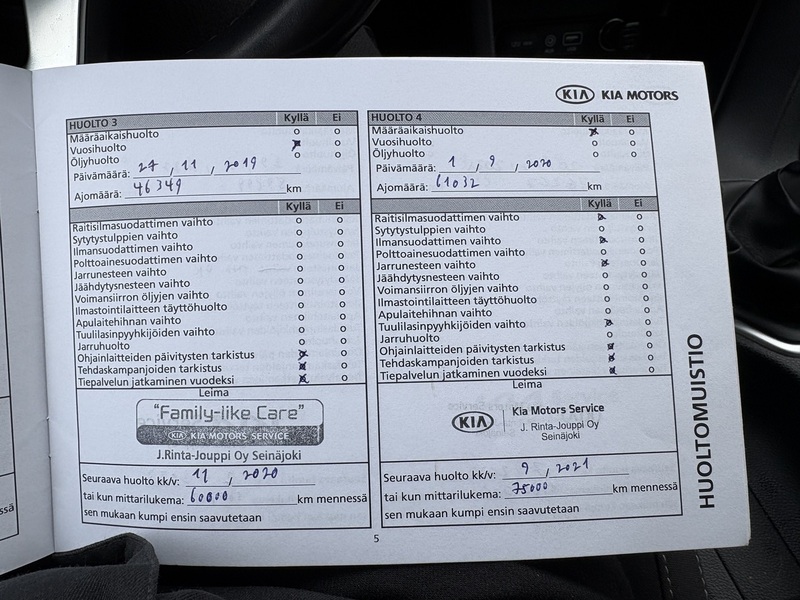 KIA KIA MOTORS
HUOLTO 3 Kyllä Ei
Määräaikaishuolto
Vuosihuolto
Öljyhuolto
Päivämäärä: 27 , 11 , 2019
Ajomäärä: 46349 km
Kyllä Ei
Raitisilmasuodattimen vaihto
Sytytystulppien vaihto
Ilmansuodattimen vaihto
Polttoainesuodattimen vaihto
Jarrunesteen vaihto
Jäähdytysnesteen vaihto
Voimansiirron öljyjen vaihto
Ilmastointilaitteen täyttöhuolto
Apulaitehihnan vaihto
Tuulilasinpyyhkijöiden vaihto
Jarruhuolto
Ohjainlaitteiden päivitysten tarkistus
Tehdaskampanjoiden tarkistus
Tiepalvelun jatkaminen vuodeksi
Leima
"Family-like Care"
KIA KIA MOTORS SERVICE
J.Rinta-Jouppi Oy Seinäjoki
Seuraava huolto kk/v: 11 , 2020
tai kun mittarilukema: 60000 km mennessä
sen mukaan kumpi ensin saavutetaan
HUOLTO 4 Kyllä Ei
Määräaikaishuolto
Vuosihuolto
Öljyhuolto
Päivämäärä: 1 , 9 , 2020
Ajomäärä: 61032 km
Kyllä Ei
Raitisilmasuodattimen vaihto
Sytytystulppien vaihto
Ilmansuodattimen vaihto
Polttoainesuodattimen vaihto
Jarrunesteen vaihto
Jäähdytysnesteen vaihto
Voimansiirron öljyjen vaihto
Ilmastointilaitteen täyttöhuolto
Apulaitehihnan vaihto
Tuulilasinpyyhkijöiden vaihto
Jarruhuolto
Ohjainlaitteiden päivitysten tarkistus
Tehdaskampanjoiden tarkistus
Tiepalvelun jatkaminen vuodeksi
Leima
KIA
Kia Motors Service
J. Rinta-Jouppi Oy
Seinäjoki
Seuraava huolto kk/v: 9 , 2021
tai kun mittarilukema: 75000 km mennessä
sen mukaan kumpi ensin saavutetaan
HUOLTOMUISTIO
5